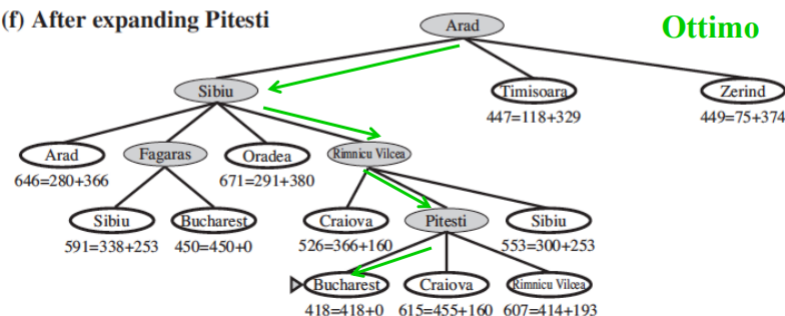 (f) After expanding Pitesti
Arad
Ottimo
Sibiu
Timisoara
Zerind
447=118+329
449=75+374
Arad
Fagaras
Oradea
Rimnicu Vilcea
646=280+366
671=291+380
Sibiu
Bucharest
Craiova
Pitesti
Sibiu
591=338+253
450=450+0
526=366+160
553=300+253
Bucharest
Craiova
Rimnicu Vilcea
418=418+0
615=455+160
607=414+193